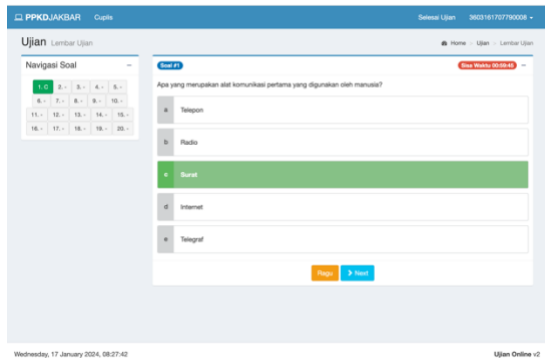 PPKDJAKBAR Cuplis Selesai Ujian 3603161707790008
Ujian Lembar Ujian Home Ujian Lembar Ujian
Navigasi Soal
1. C 2. - 3. - 4. - 5. -
6. - 7. - 8. - 9. - 10. -
11. - 12. - 13. - 14. - 15. -
16. - 17. - 18. - 19. - 20. -
Soal #1 Sisa Waktu 00:59:45
Apa yang merupakan alat komunikasi pertama yang digunakan oleh manusia?
a Telepon
b Radio
c Surat
d Internet
e Telegraf
Ragu Next
Wednesday, 17 January 2024, 08:27:42 Ujian Online v2